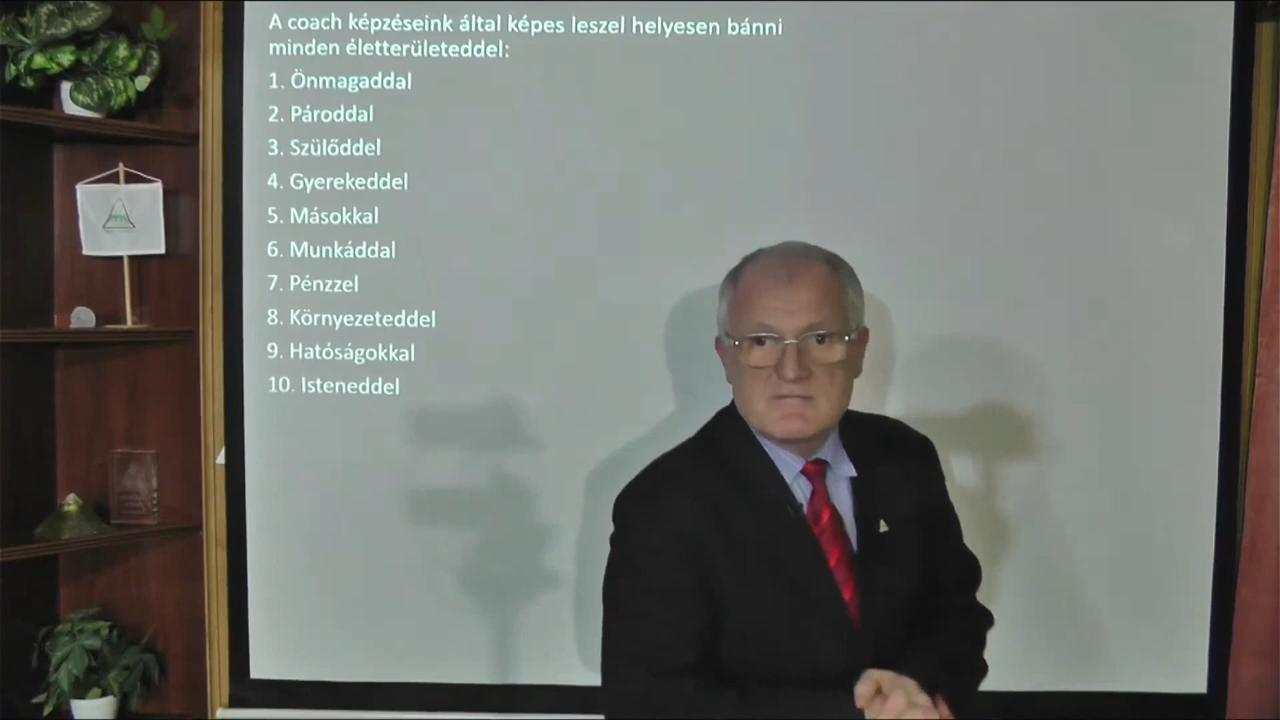 A coach képzéseink által képes leszel helyesen bánni
minden életterületeddel:
1. Önmagaddal
2. Pároddal
3. Szülőddel
4. Gyerekeddel
5. Másokkal
6. Munkáddal
7. Pénzzel
8. Környezeteddel
9. Hatóságokkal
10. Isteneddel